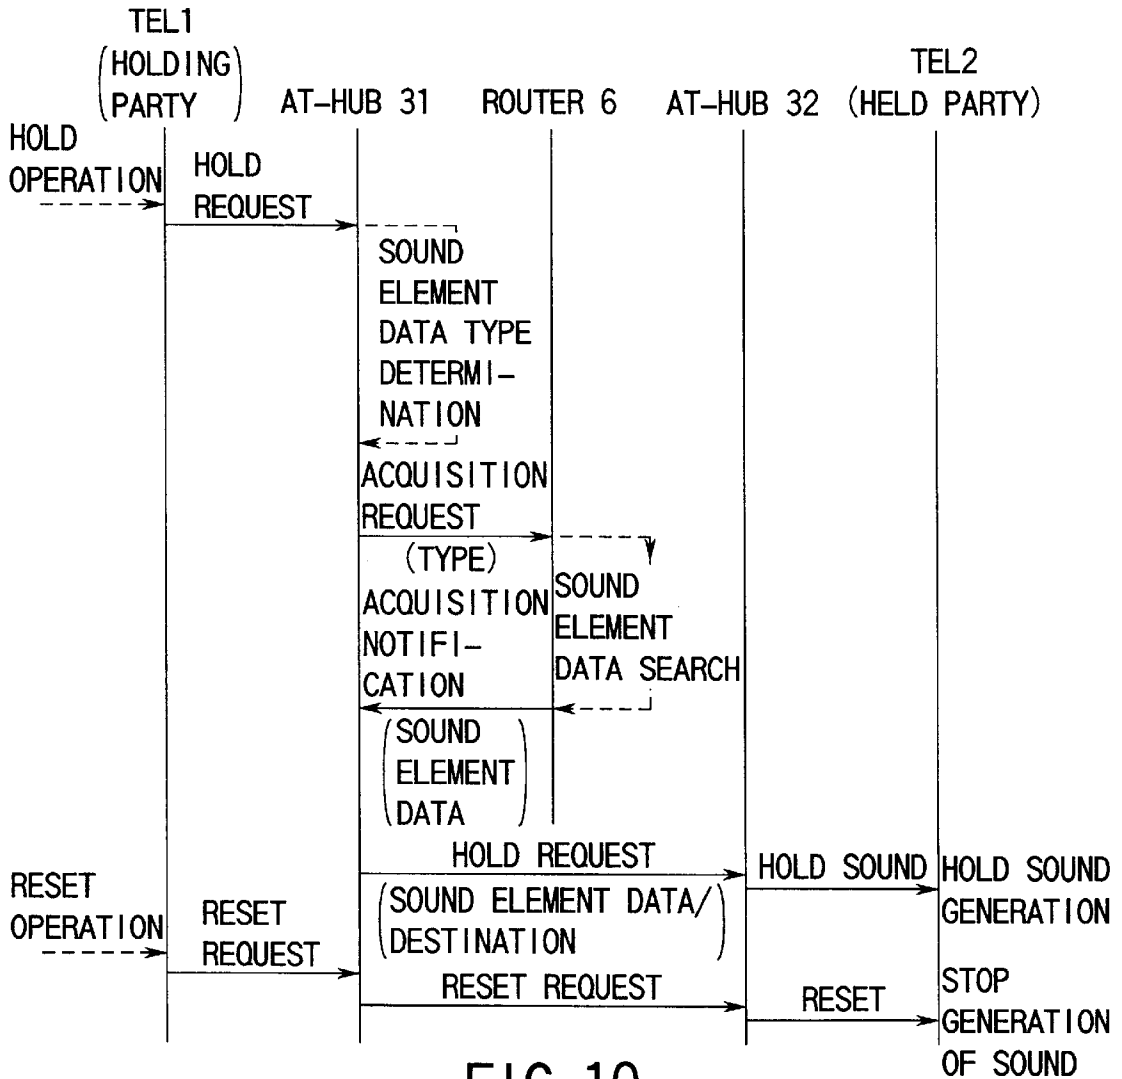 TEL1
(HOLDING
PARTY)
TEL2
AT-HUB 31
ROUTER 6
AT-HUB 32
(HELD PARTY)
HOLD
OPERATION
HOLD
REQUEST
SOUND
ELEMENT
DATA TYPE
DETERMI-
NATION
ACQUISITION
REQUEST
(TYPE)
SOUND
ELEMENT
DATA SEARCH
ACQUISITION
NOTIFI-
CATION
(SOUND
ELEMENT
DATA)
HOLD REQUEST
(SOUND ELEMENT DATA/
DESTINATION)
HOLD SOUND
HOLD SOUND
GENERATION
RESET
OPERATION
RESET
REQUEST
RESET REQUEST
RESET
STOP
GENERATION
OF SOUND